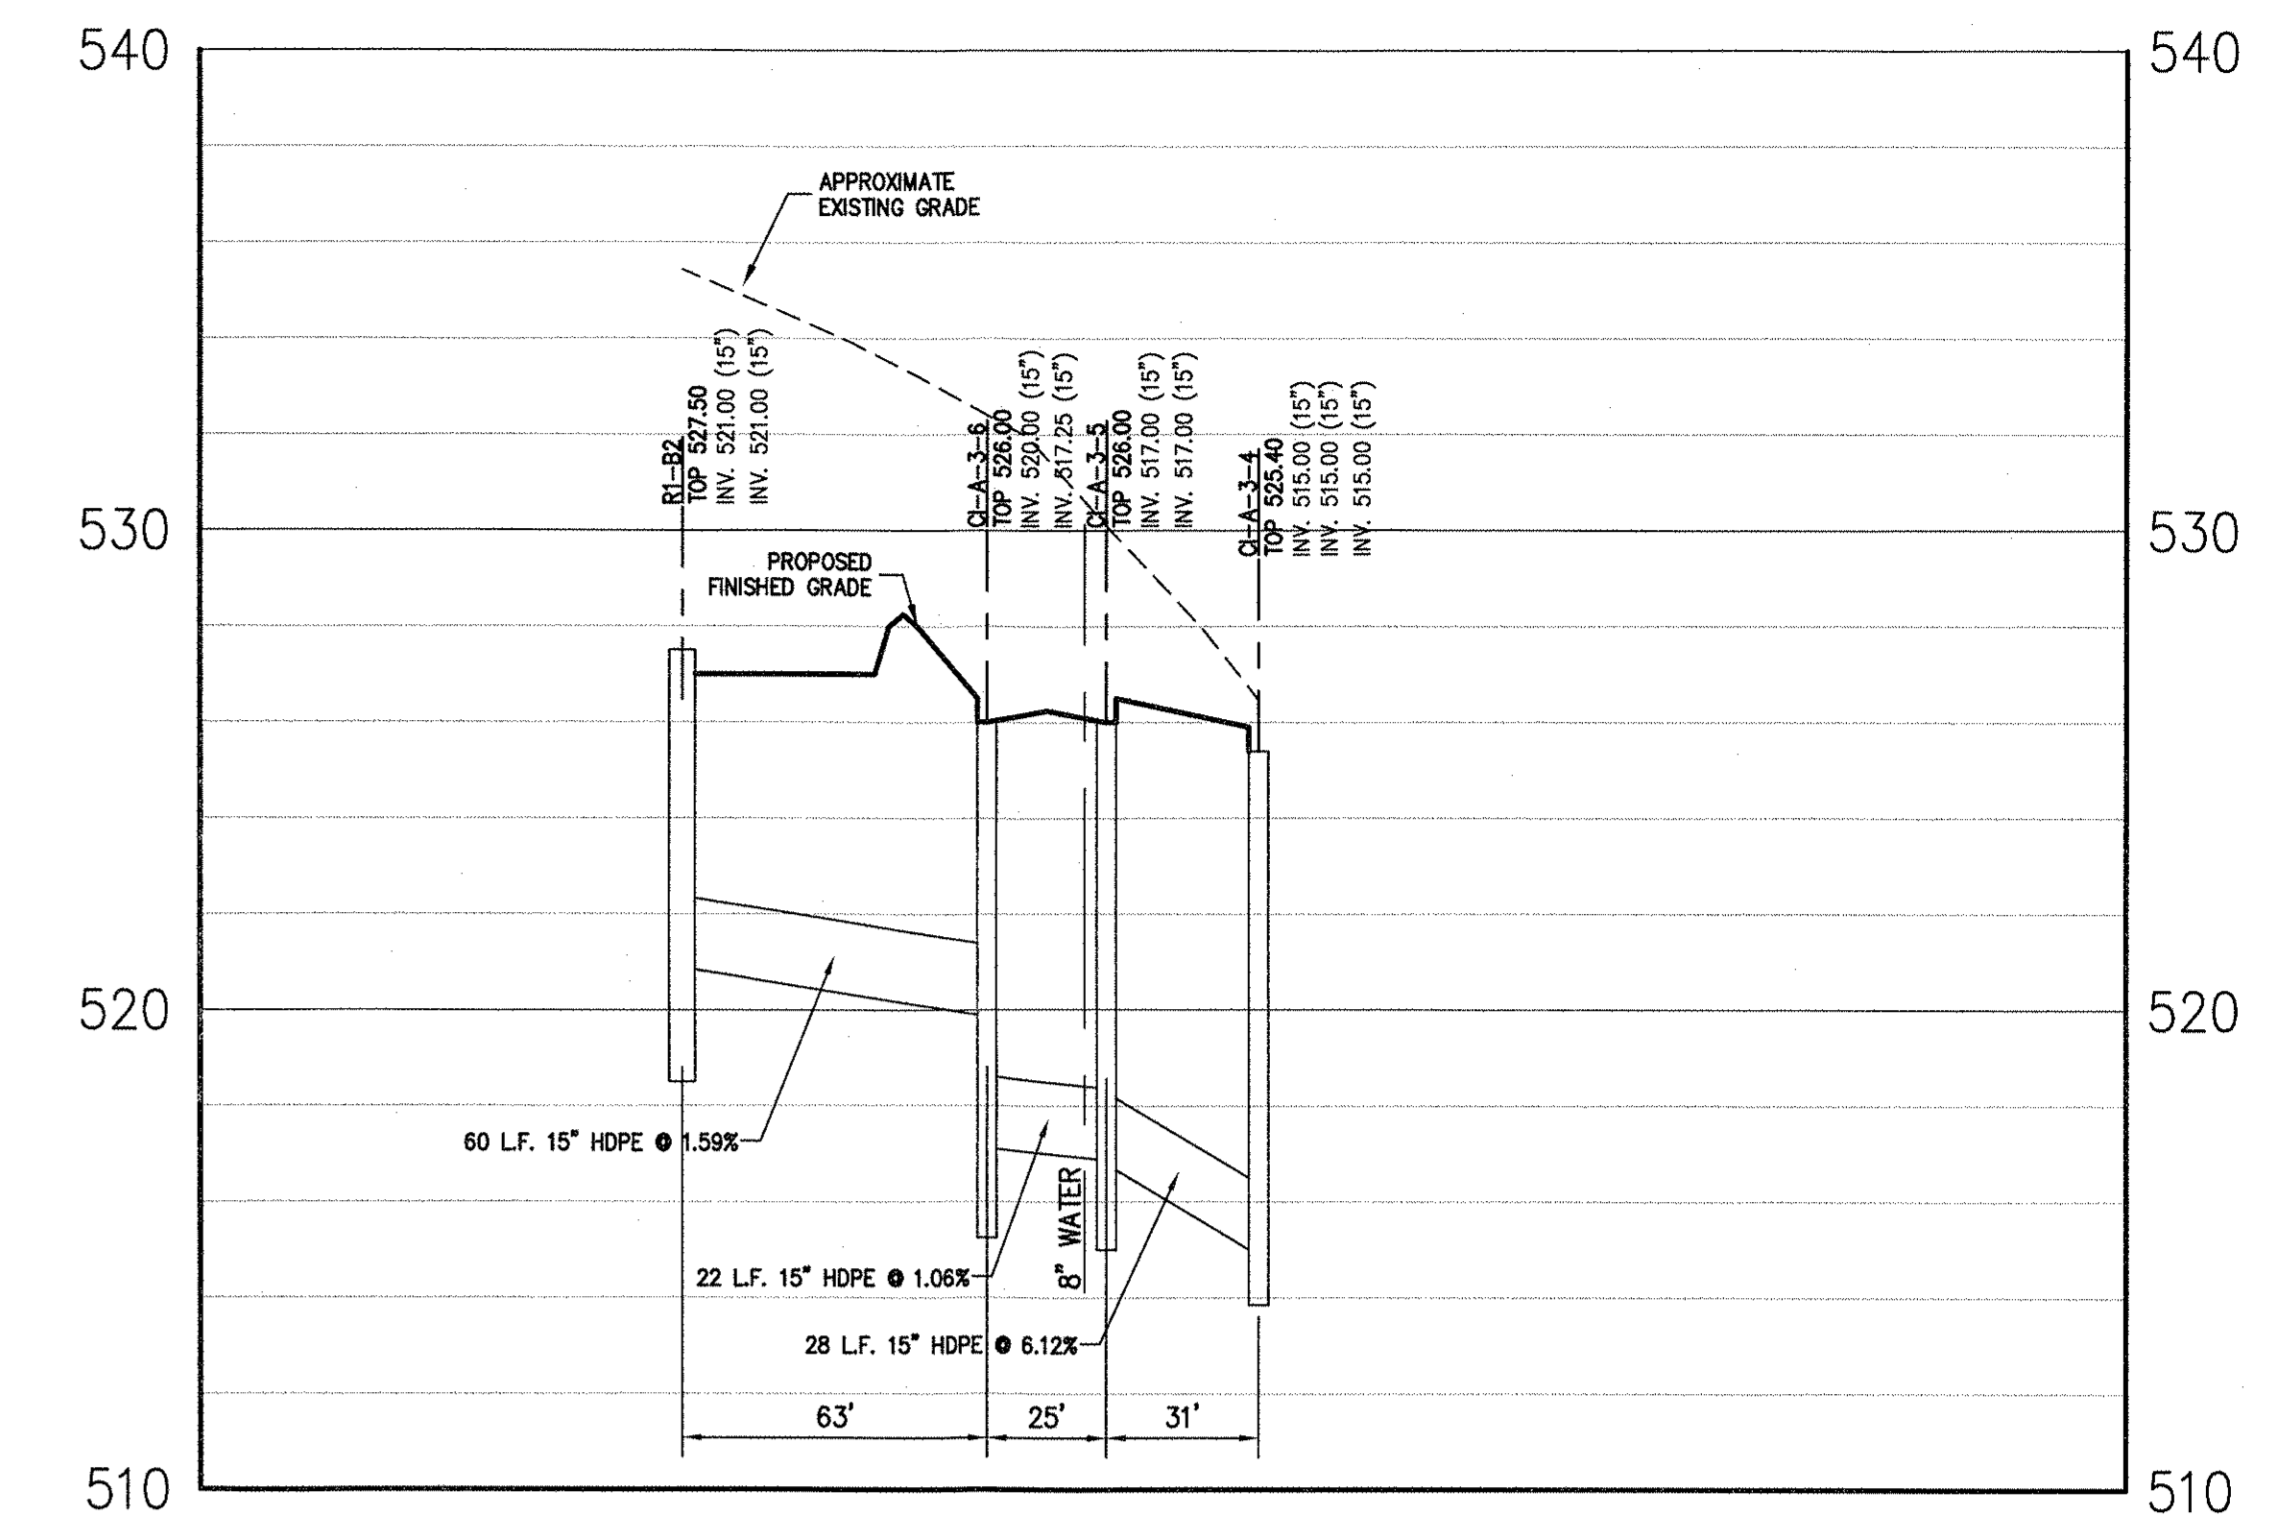 540
540
APPROXIMATE
EXISTING GRADE
R1-B2
TOP 527.50
INV. 521.00 (15")
INV. 521.00 (15")
CI-A-3-6
TOP 526.00
INV. 520.00 (15")
INV. 517.25 (15")
CI-A-3-5
TOP 526.00
INV. 517.00 (15")
INV. 517.00 (15")
CI-A-3-4
TOP 525.40
INV. 515.00 (15")
INV. 515.00 (15")
INV. 515.00 (15")
530
530
PROPOSED
FINISHED GRADE
520
520
60 L.F. 15" HDPE @ 1.59%
8" WATER
22 L.F. 15" HDPE @ 1.06%
28 L.F. 15" HDPE @ 6.12%
63'
25'
31'
510
510